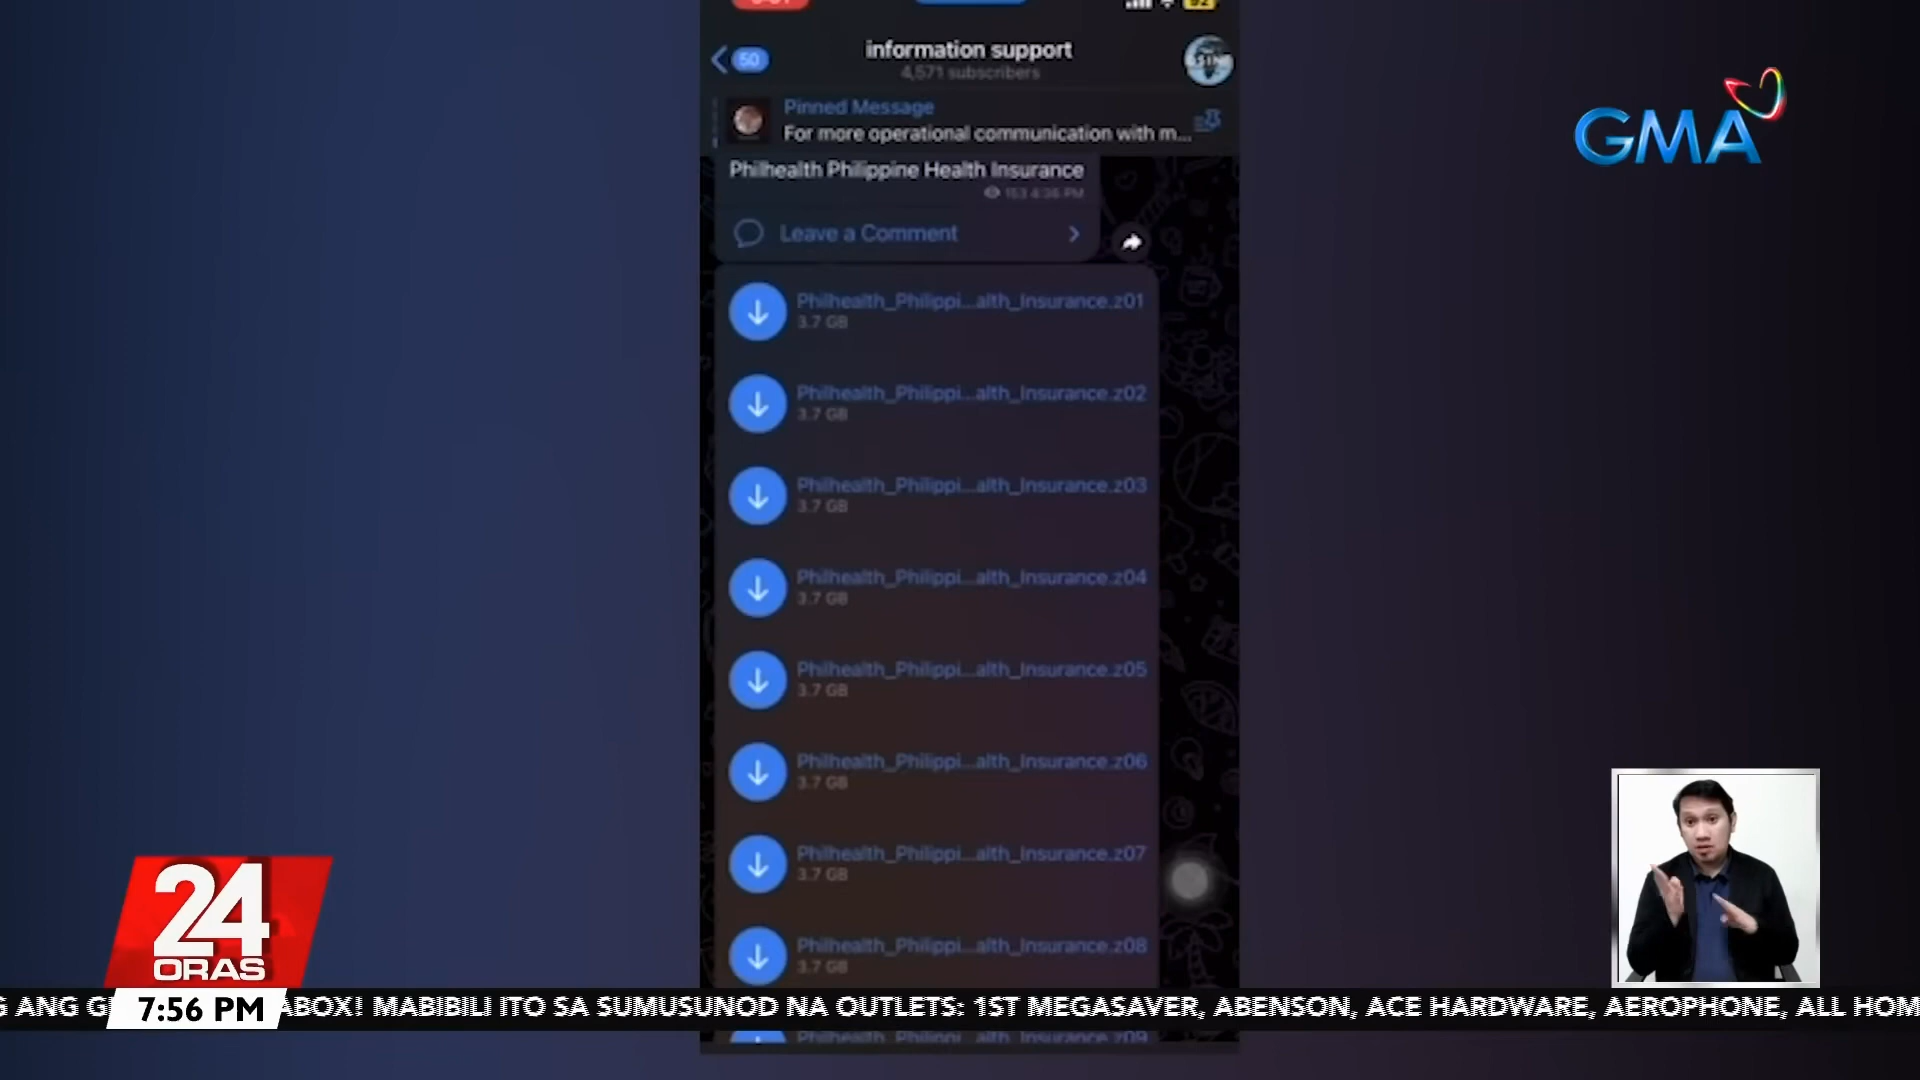 information support
4,571 subscribers
50
Pinned Message
For more operational communication with m...
Philhealth Philippine Health Insurance
153 4:36 PM
Leave a Comment
Philhealth_Philippi...alth_Insurance.z01
3.7 GB
Philhealth_Philippi...alth_Insurance.z02
3.7 GB
Philhealth_Philippi...alth_Insurance.z03
3.7 GB
Philhealth_Philippi...alth_Insurance.z04
3.7 GB
Philhealth_Philippi...alth_Insurance.z05
3.7 GB
Philhealth_Philippi...alth_Insurance.z06
3.7 GB
Philhealth_Philippi...alth_Insurance.z07
3.7 GB
Philhealth_Philippi...alth_Insurance.z08
3.7 GB
Philhealth_Philippi...alth_Insurance.z09
GMA
24
ORAS
7:56 PM
G ANG G ABOX! MABIBILI ITO SA SUMUSUNOD NA OUTLETS: 1ST MEGASAVER, ABENSON, ACE HARDWARE, AEROPHONE, ALL HOM